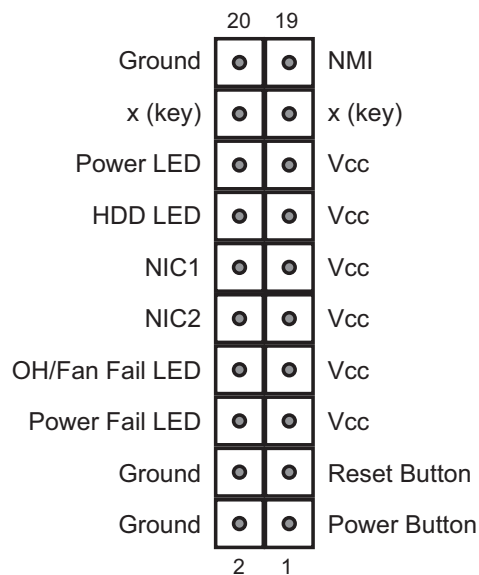 20 19
Ground NMI
x (key) x (key)
Power LED Vcc
HDD LED Vcc
NIC1 Vcc
NIC2 Vcc
OH/Fan Fail LED Vcc
Power Fail LED Vcc
Ground Reset Button
Ground Power Button
2 1